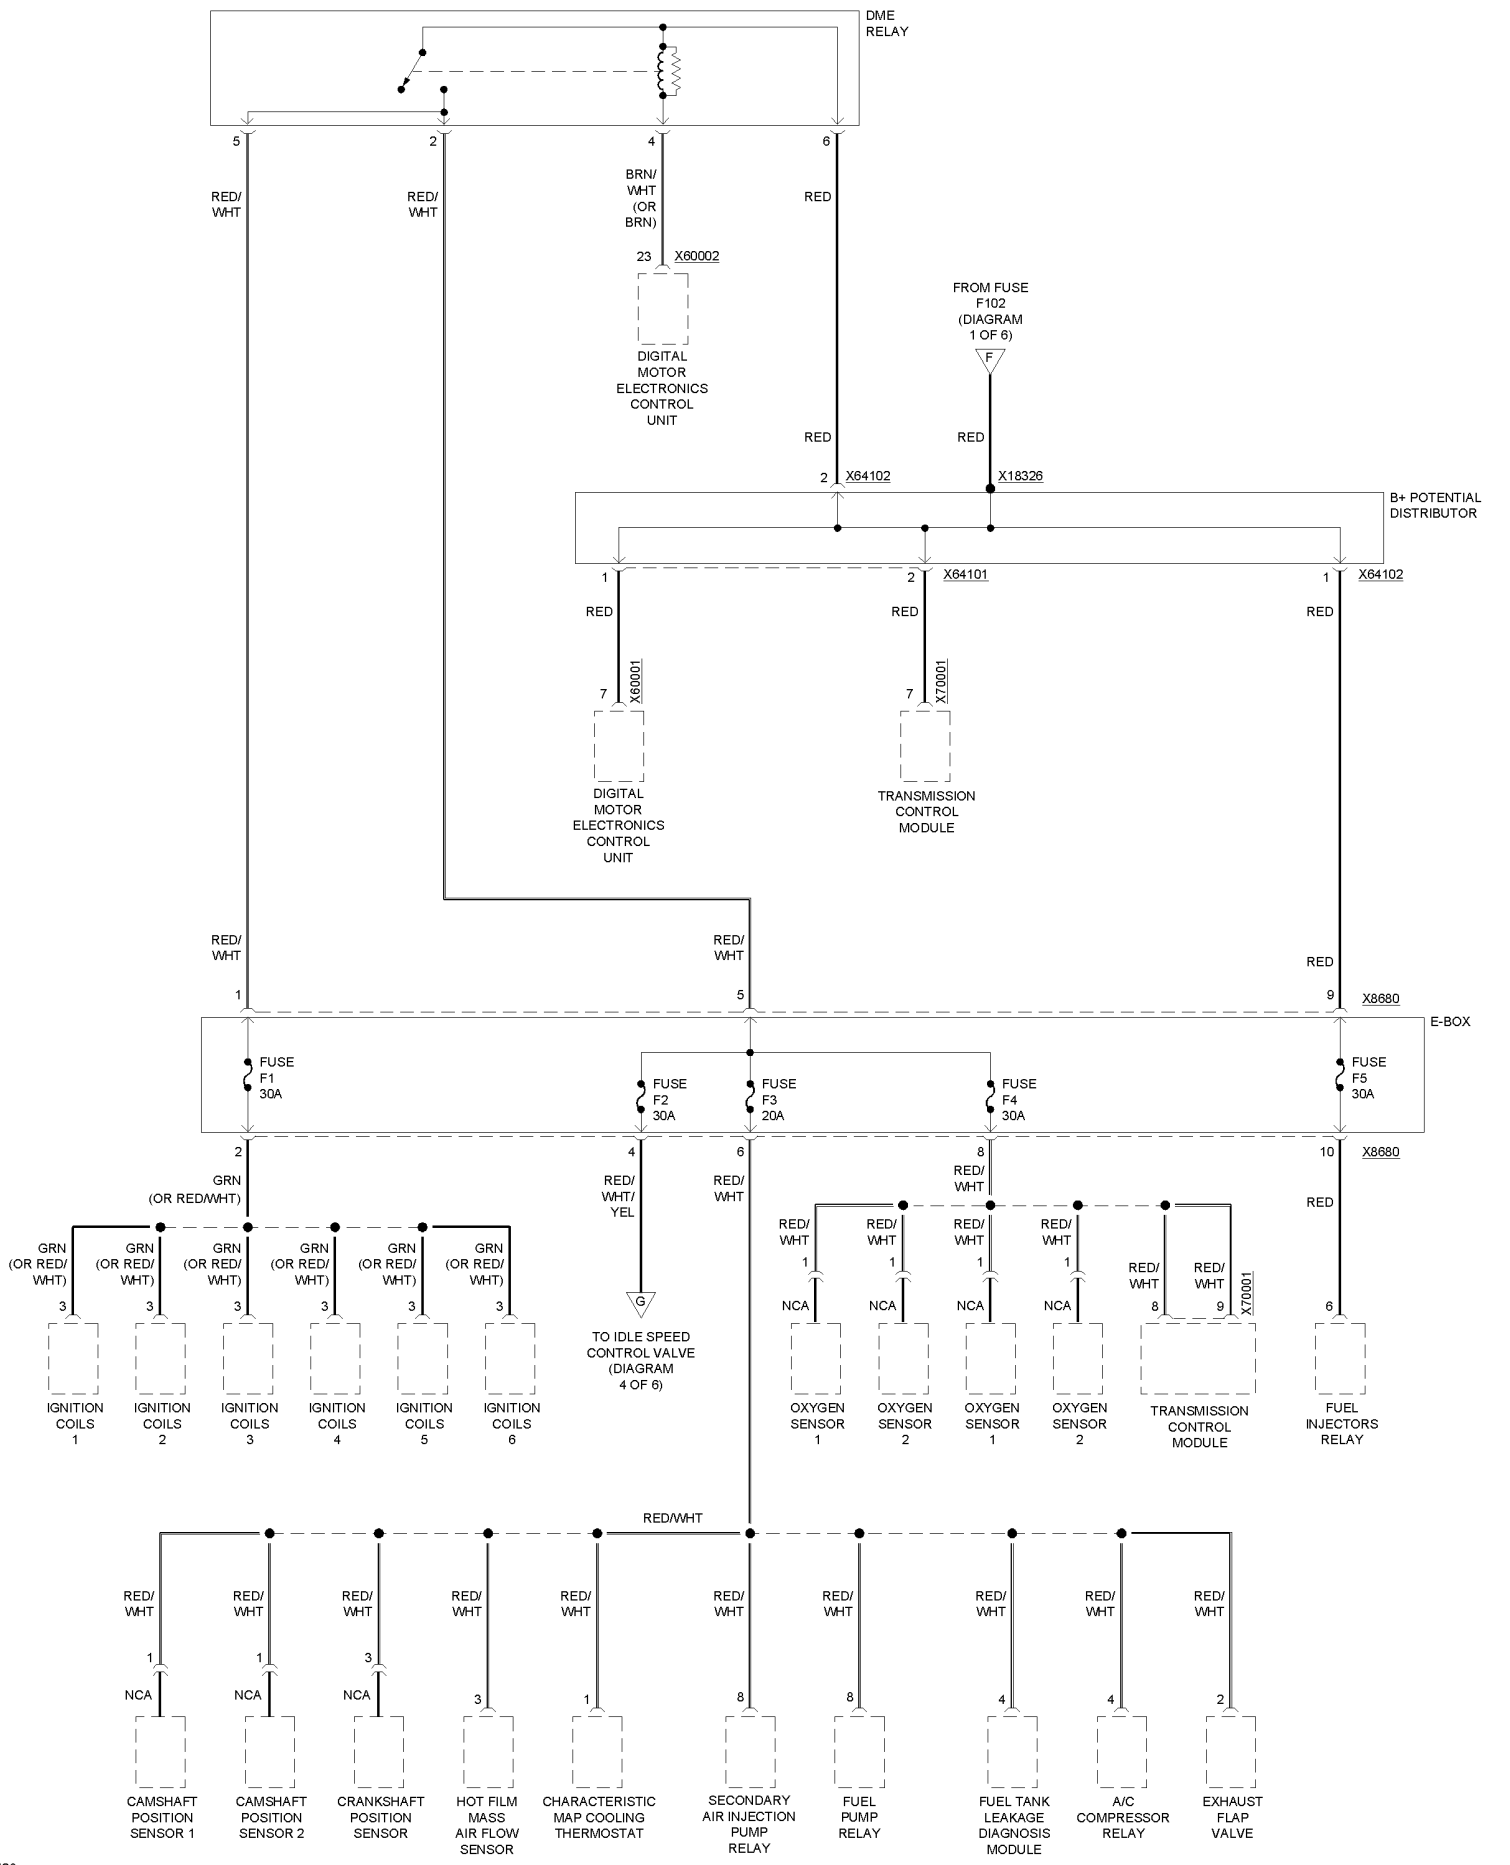 DME
RELAY
5
2
4
6
RED/
WHT
RED/
WHT
BRN/
WHT
(OR
BRN)
RED
23
X60002
FROM FUSE
F102
(DIAGRAM
1 OF 6)
F
DIGITAL
MOTOR
ELECTRONICS
CONTROL
UNIT
RED
RED
2
X64102
X18326
B+ POTENTIAL
DISTRIBUTOR
1
2
X64101
1
X64102
RED
RED
RED
7
X60001
7
X70001
DIGITAL
MOTOR
ELECTRONICS
CONTROL
UNIT
TRANSMISSION
CONTROL
MODULE
RED/
WHT
RED/
WHT
RED
1
5
9
X8680
E-BOX
FUSE
F1
30A
FUSE
F2
30A
FUSE
F3
20A
FUSE
F4
30A
FUSE
F5
30A
2
4
6
8
10
X8680
GRN
(OR RED/WHT)
RED/
WHT/
YEL
RED/
WHT
RED/
WHT
RED
GRN
(OR RED/
WHT)
GRN
(OR RED/
WHT)
GRN
(OR RED/
WHT)
GRN
(OR RED/
WHT)
GRN
(OR RED/
WHT)
GRN
(OR RED/
WHT)
RED/
WHT
RED/
WHT
RED/
WHT
RED/
WHT
RED/
WHT
RED/
WHT
X70001
1
1
1
1
NCA
NCA
NCA
NCA
3
3
3
3
3
3
8
9
6
G
TO IDLE SPEED
CONTROL VALVE
(DIAGRAM
4 OF 6)
IGNITION
COILS
1
IGNITION
COILS
2
IGNITION
COILS
3
IGNITION
COILS
4
IGNITION
COILS
5
IGNITION
COILS
6
OXYGEN
SENSOR
1
OXYGEN
SENSOR
2
OXYGEN
SENSOR
1
OXYGEN
SENSOR
2
TRANSMISSION
CONTROL
MODULE
FUEL
INJECTORS
RELAY
RED/WHT
RED/
WHT
RED/
WHT
RED/
WHT
RED/
WHT
RED/
WHT
RED/
WHT
RED/
WHT
RED/
WHT
RED/
WHT
RED/
WHT
1
1
3
NCA
NCA
NCA
3
1
8
8
4
4
2
CAMSHAFT
POSITION
SENSOR 1
CAMSHAFT
POSITION
SENSOR 2
CRANKSHAFT
POSITION
SENSOR
HOT FILM
MASS
AIR FLOW
SENSOR
CHARACTERISTIC
MAP COOLING
THERMOSTAT
SECONDARY
AIR INJECTION
PUMP
RELAY
FUEL
PUMP
RELAY
FUEL TANK
LEAKAGE
DIAGNOSIS
MODULE
A/C
COMPRESSOR
RELAY
EXHAUST
FLAP
VALVE